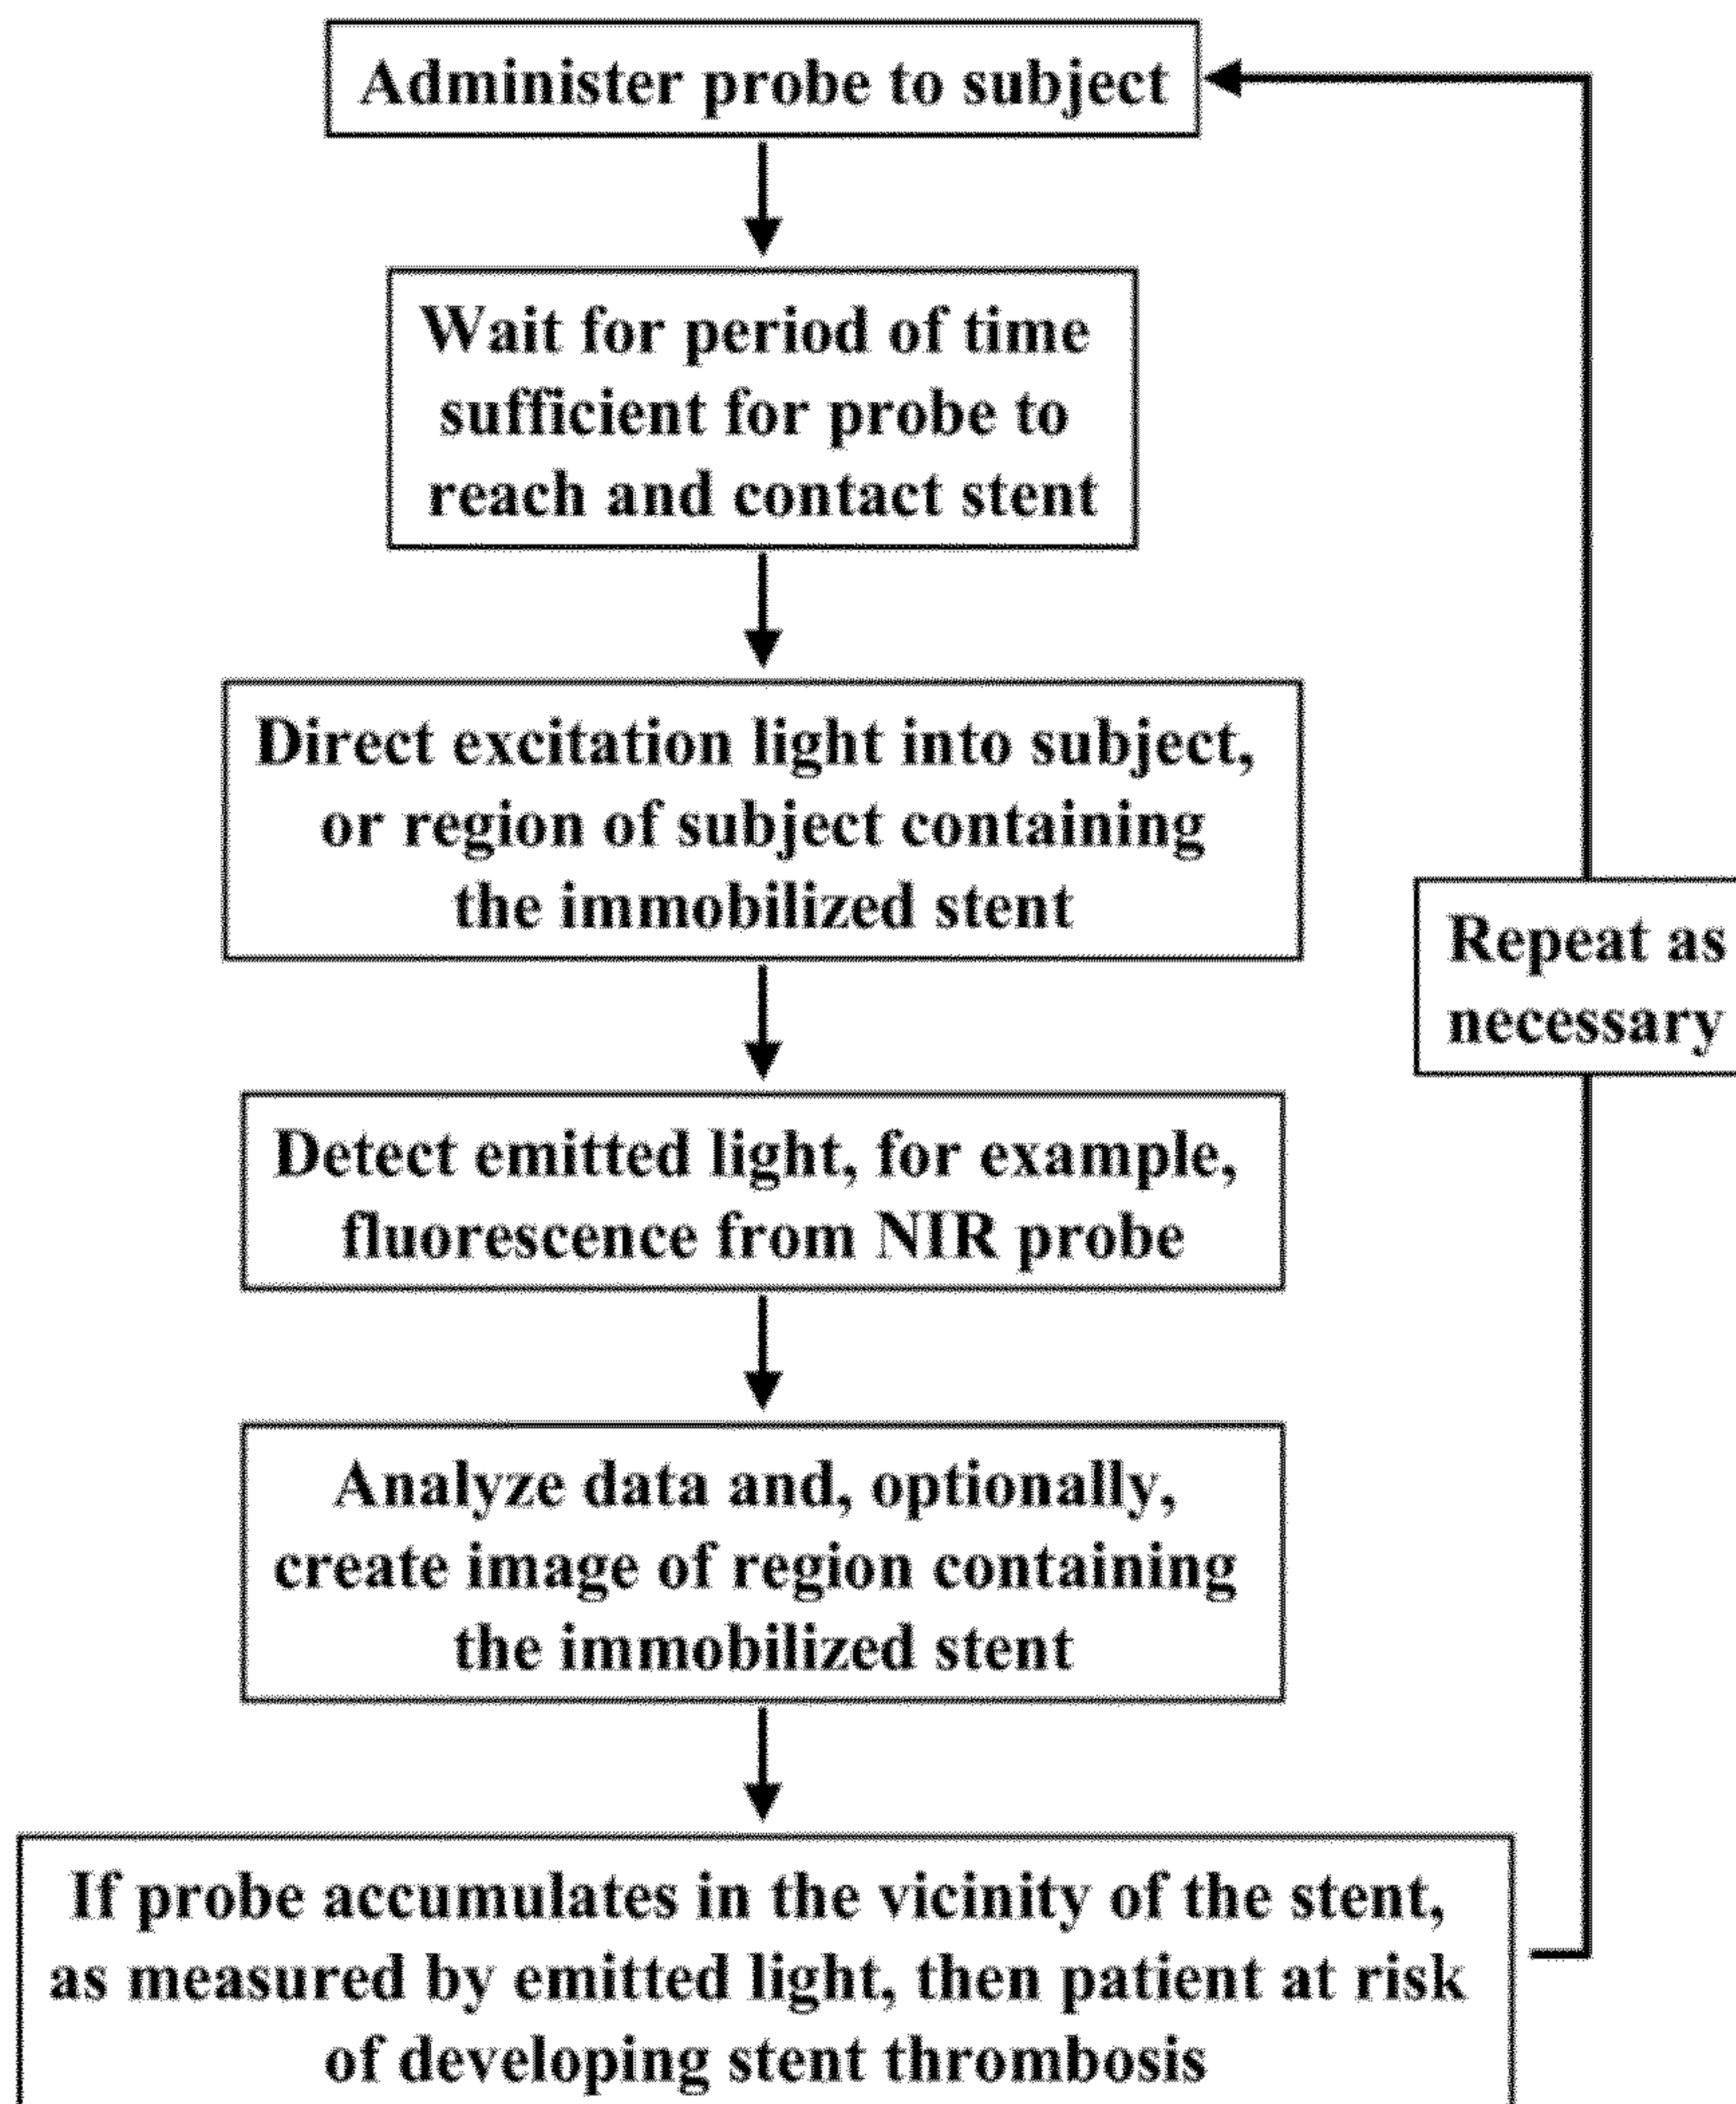 Administer probe to subject
Wait for period of time
sufficient for probe to
reach and contact stent
Direct excitation light into subject,
or region of subject containing
the immobilized stent
Repeat as
necessary
Detect emitted light, for example,
fluorescence from NIR probe
Analyze data and, optionally,
create image of region containing
the immobilized stent
If probe accumulates in the vicinity of the stent,
as measured by emitted light, then patient at risk
of developing stent thrombosis